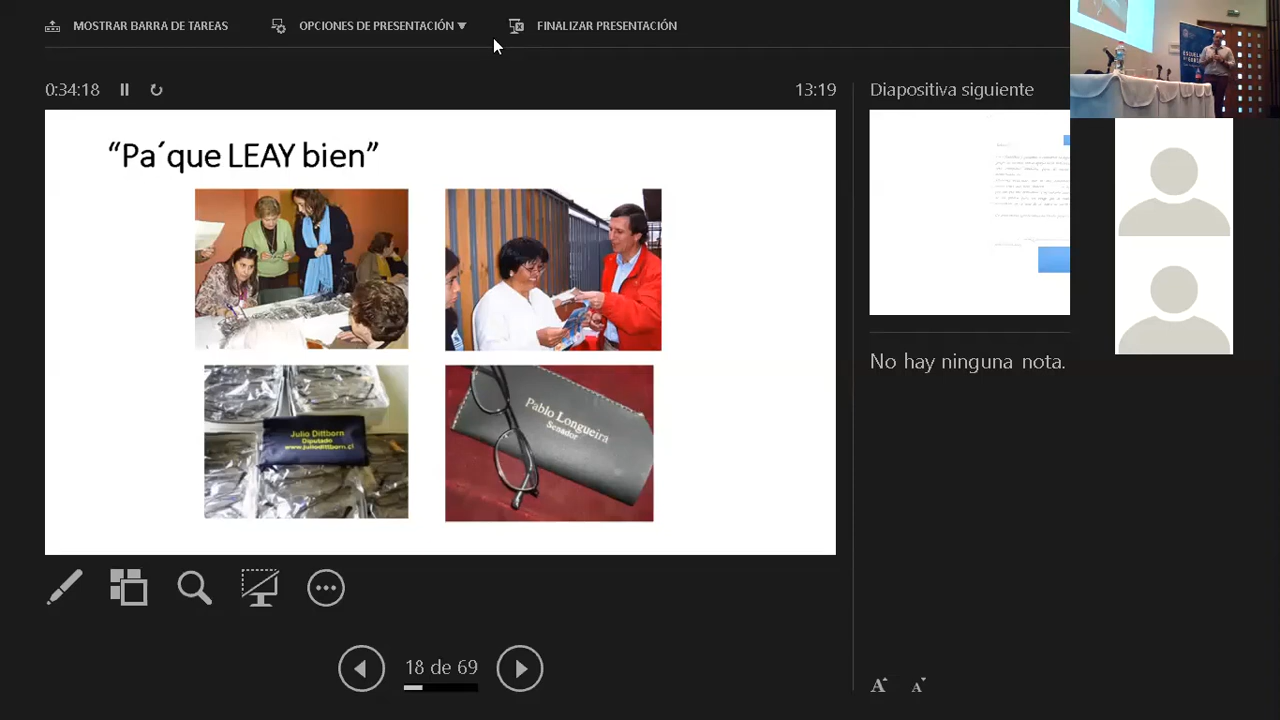 MOSTRAR BARRA DE TAREAS
OPCIONES DE PRESENTACIÓN
FINALIZAR PRESENTACIÓN
0:34:18
13:19
Diapositiva siguiente
“Pa´que LEAY bien”
Julio Dittborn
Diputado
www.juliodittborn.cl
Pablo Longueira
Senador
No hay ninguna nota.
18 de 69
A
A